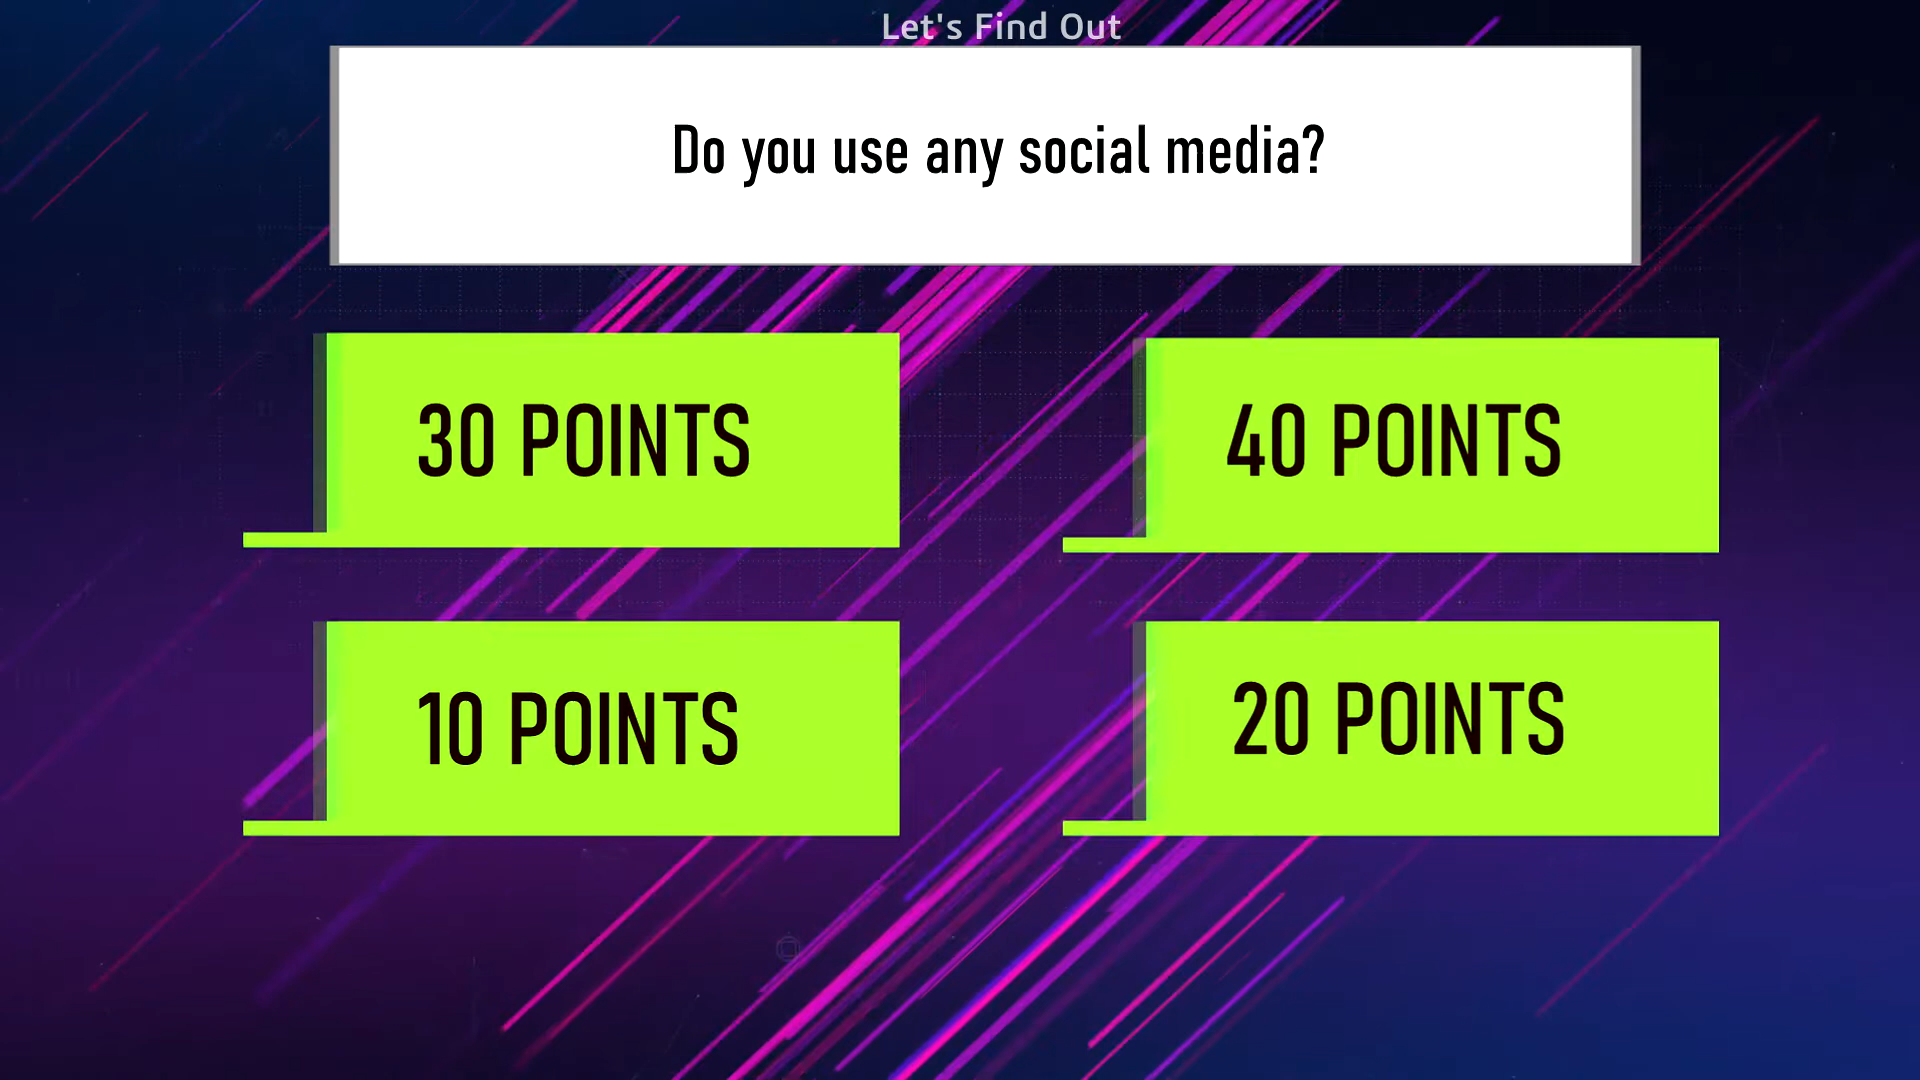 Let's Find Out
Do you use any social media?
30 POINTS
40 POINTS
10 POINTS
20 POINTS